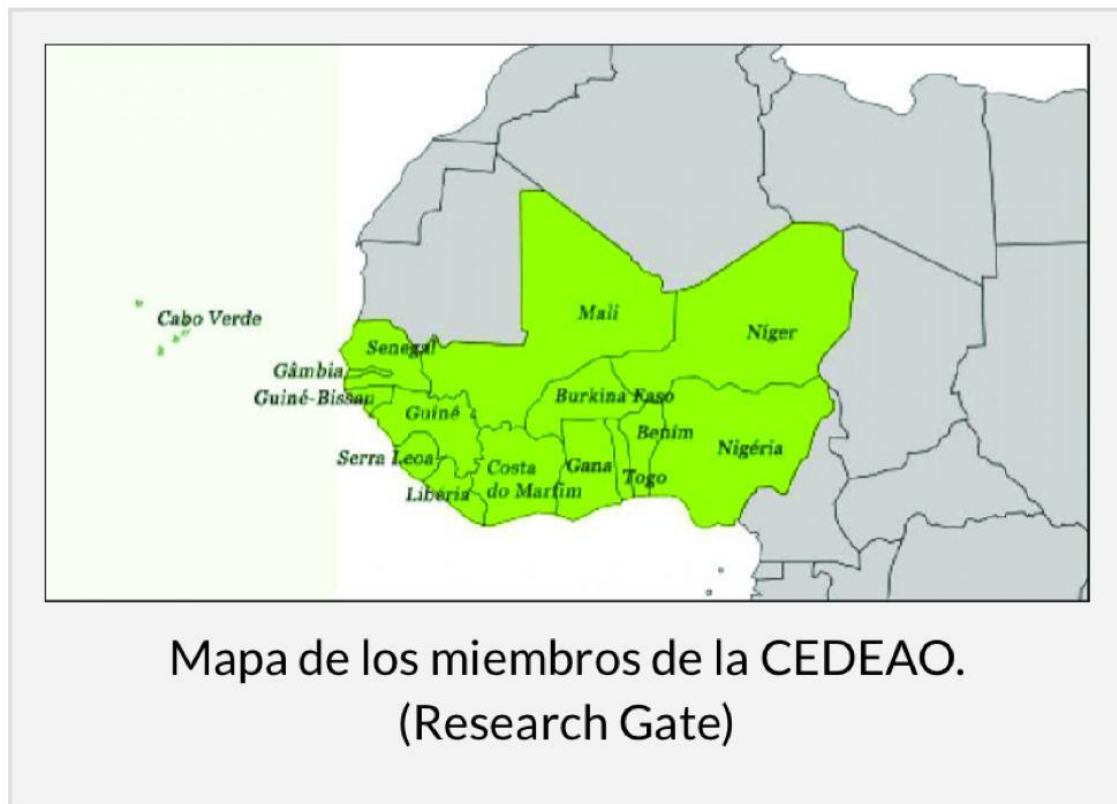 Mali
Níger
Cabo Verde
Senegal
Gâmbia
Guiné-Bissau
Burkina Faso
Guiné
Benim
Nigéria
Serra Leoa
Costa
do Marfim
Gana
Togo
Libéria
Mapa de los miembros de la CEDEAO.
(Research Gate)